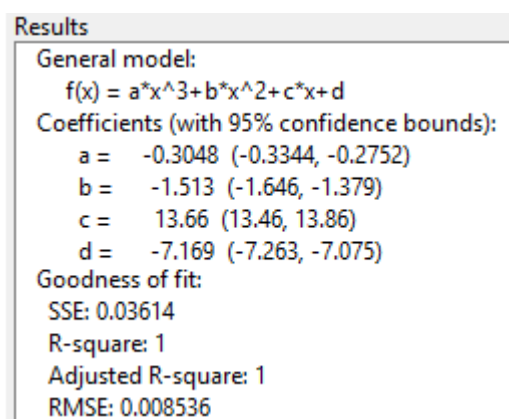 Results
General model:
f(x) = a*x^3+b*x^2+c*x+d
Coefficients (with 95% confidence bounds):
a = -0.3048 (-0.3344, -0.2752)
b = -1.513 (-1.646, -1.379)
c = 13.66 (13.46, 13.86)
d = -7.169 (-7.263, -7.075)
Goodness of fit:
SSE: 0.03614
R-square: 1
Adjusted R-square: 1
RMSE: 0.008536